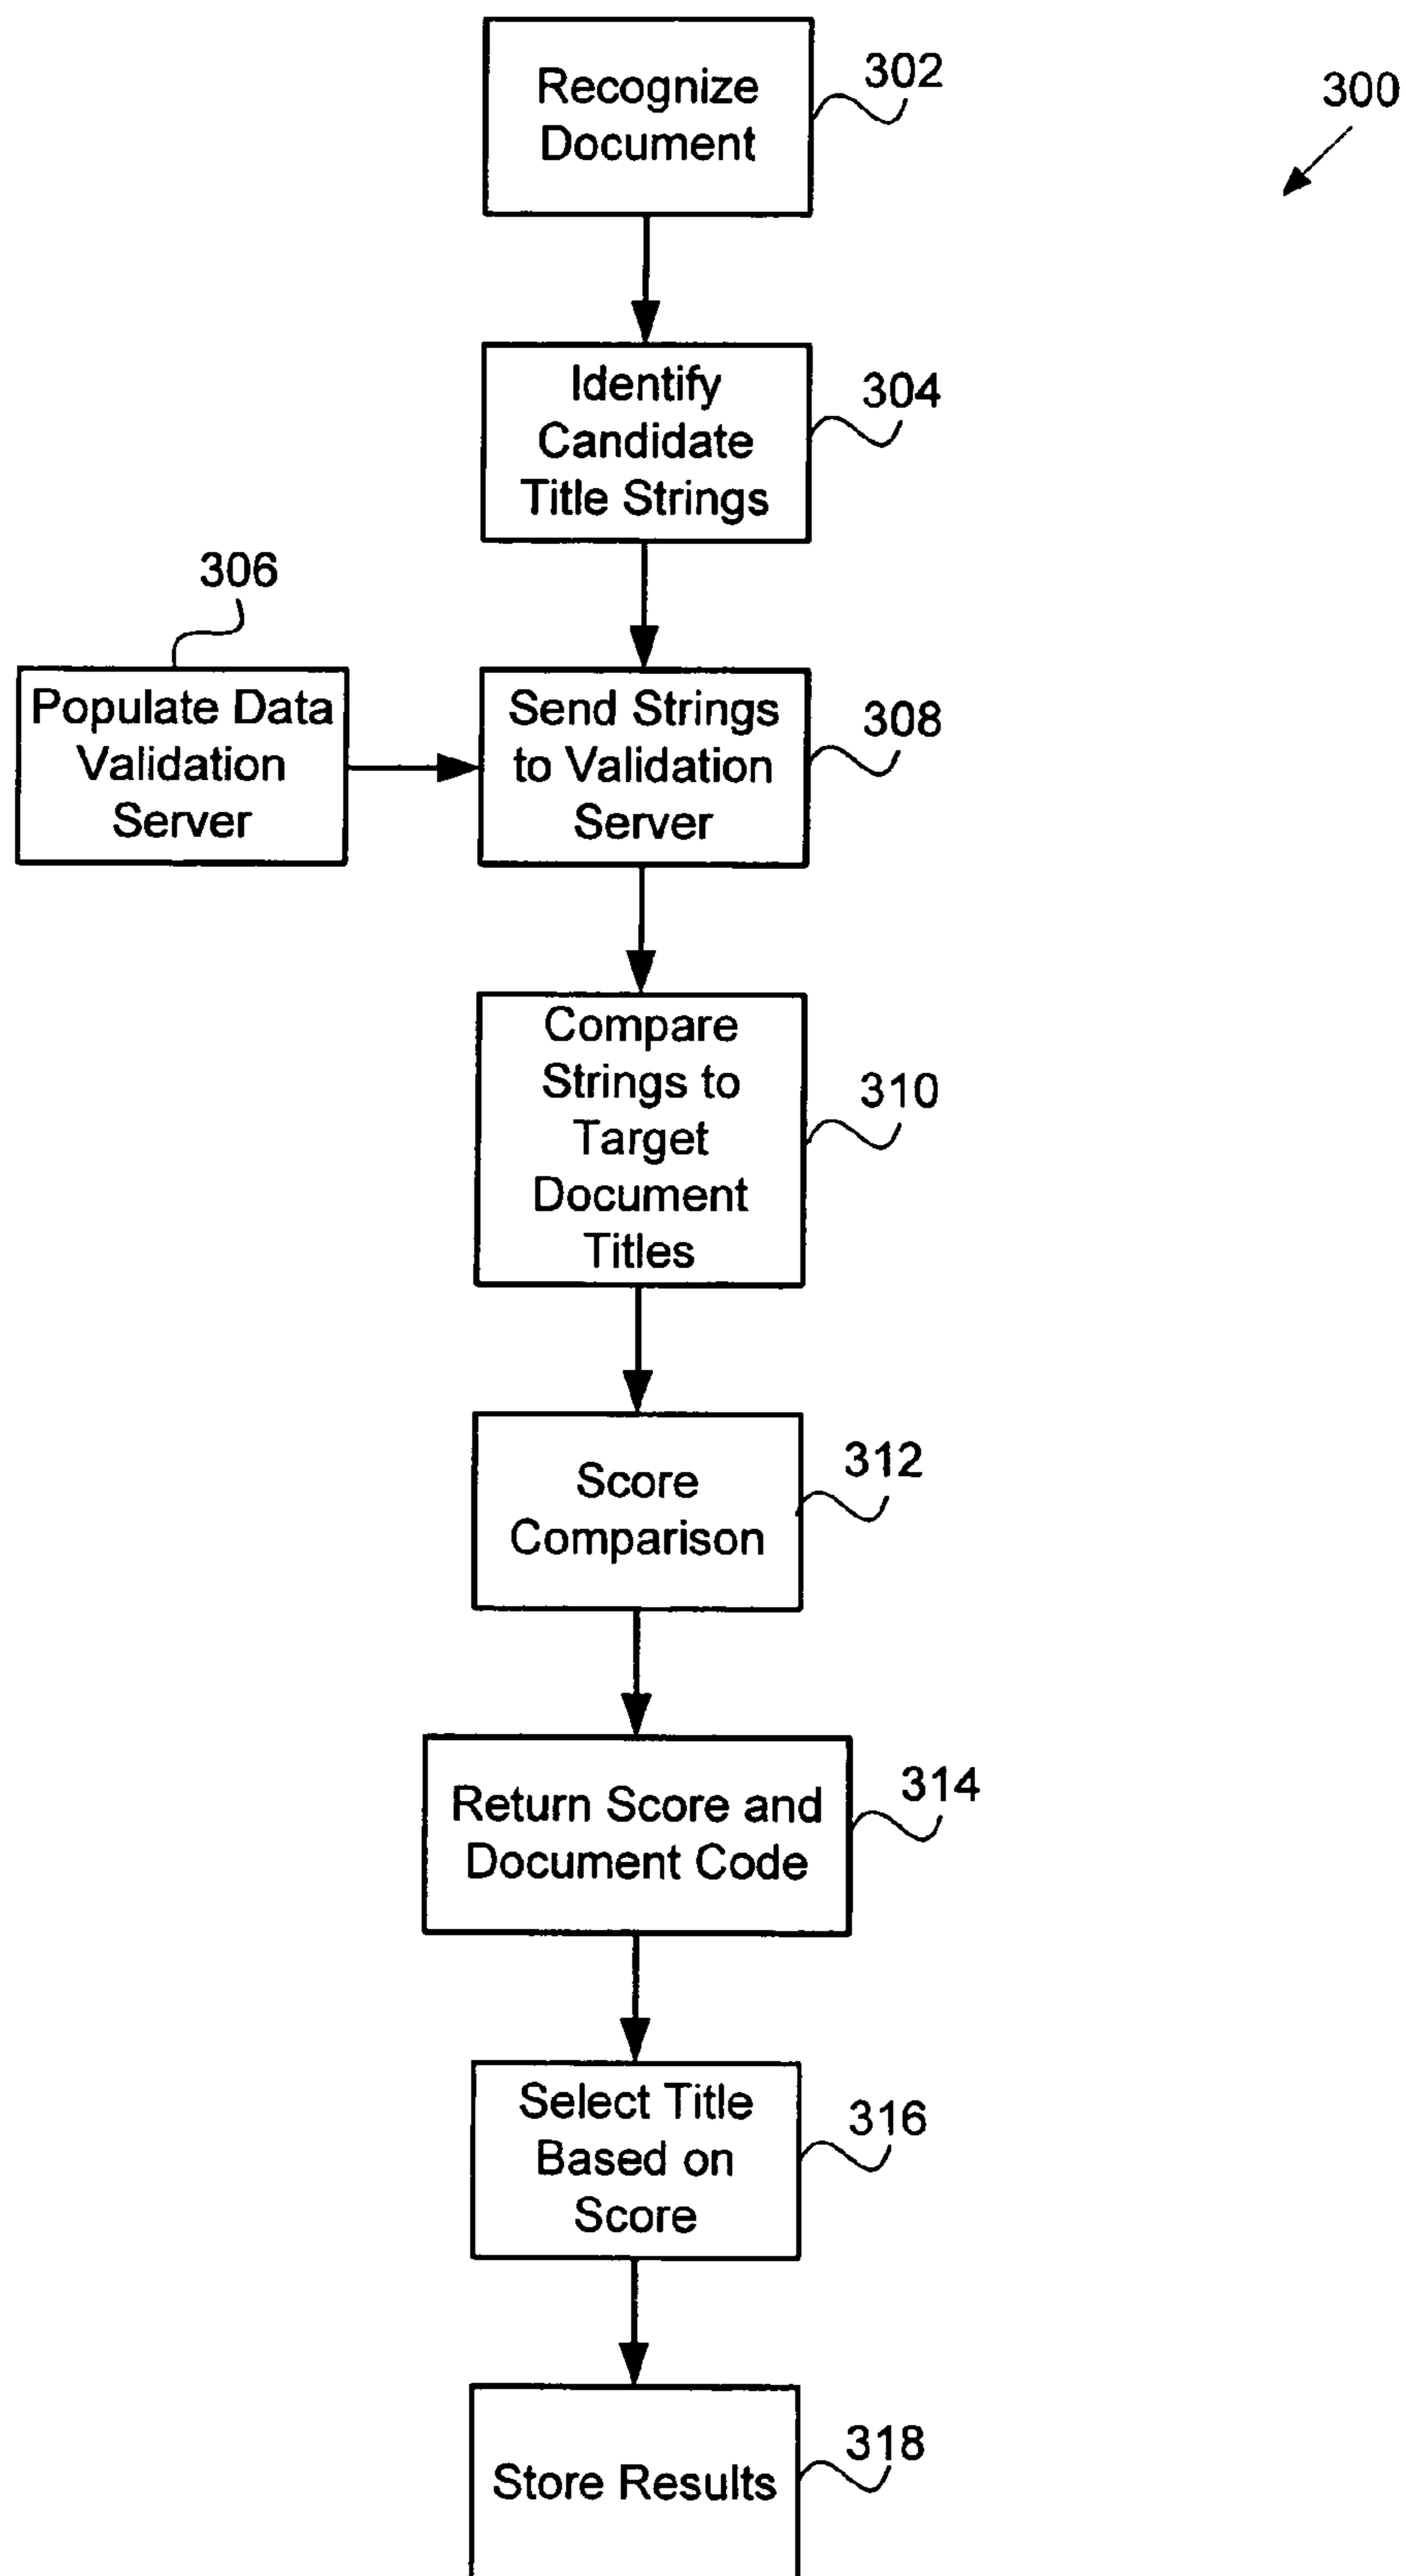 Recognize
Document
302
300
Identify
Candidate
Title Strings
304
306
Populate Data
Validation
Server
Send Strings
to Validation
Server
308
Compare
Strings to
Target
Document
Titles
310
Score
Comparison
312
Return Score and
Document Code
314
Select Title
Based on
Score
316
Store Results
318